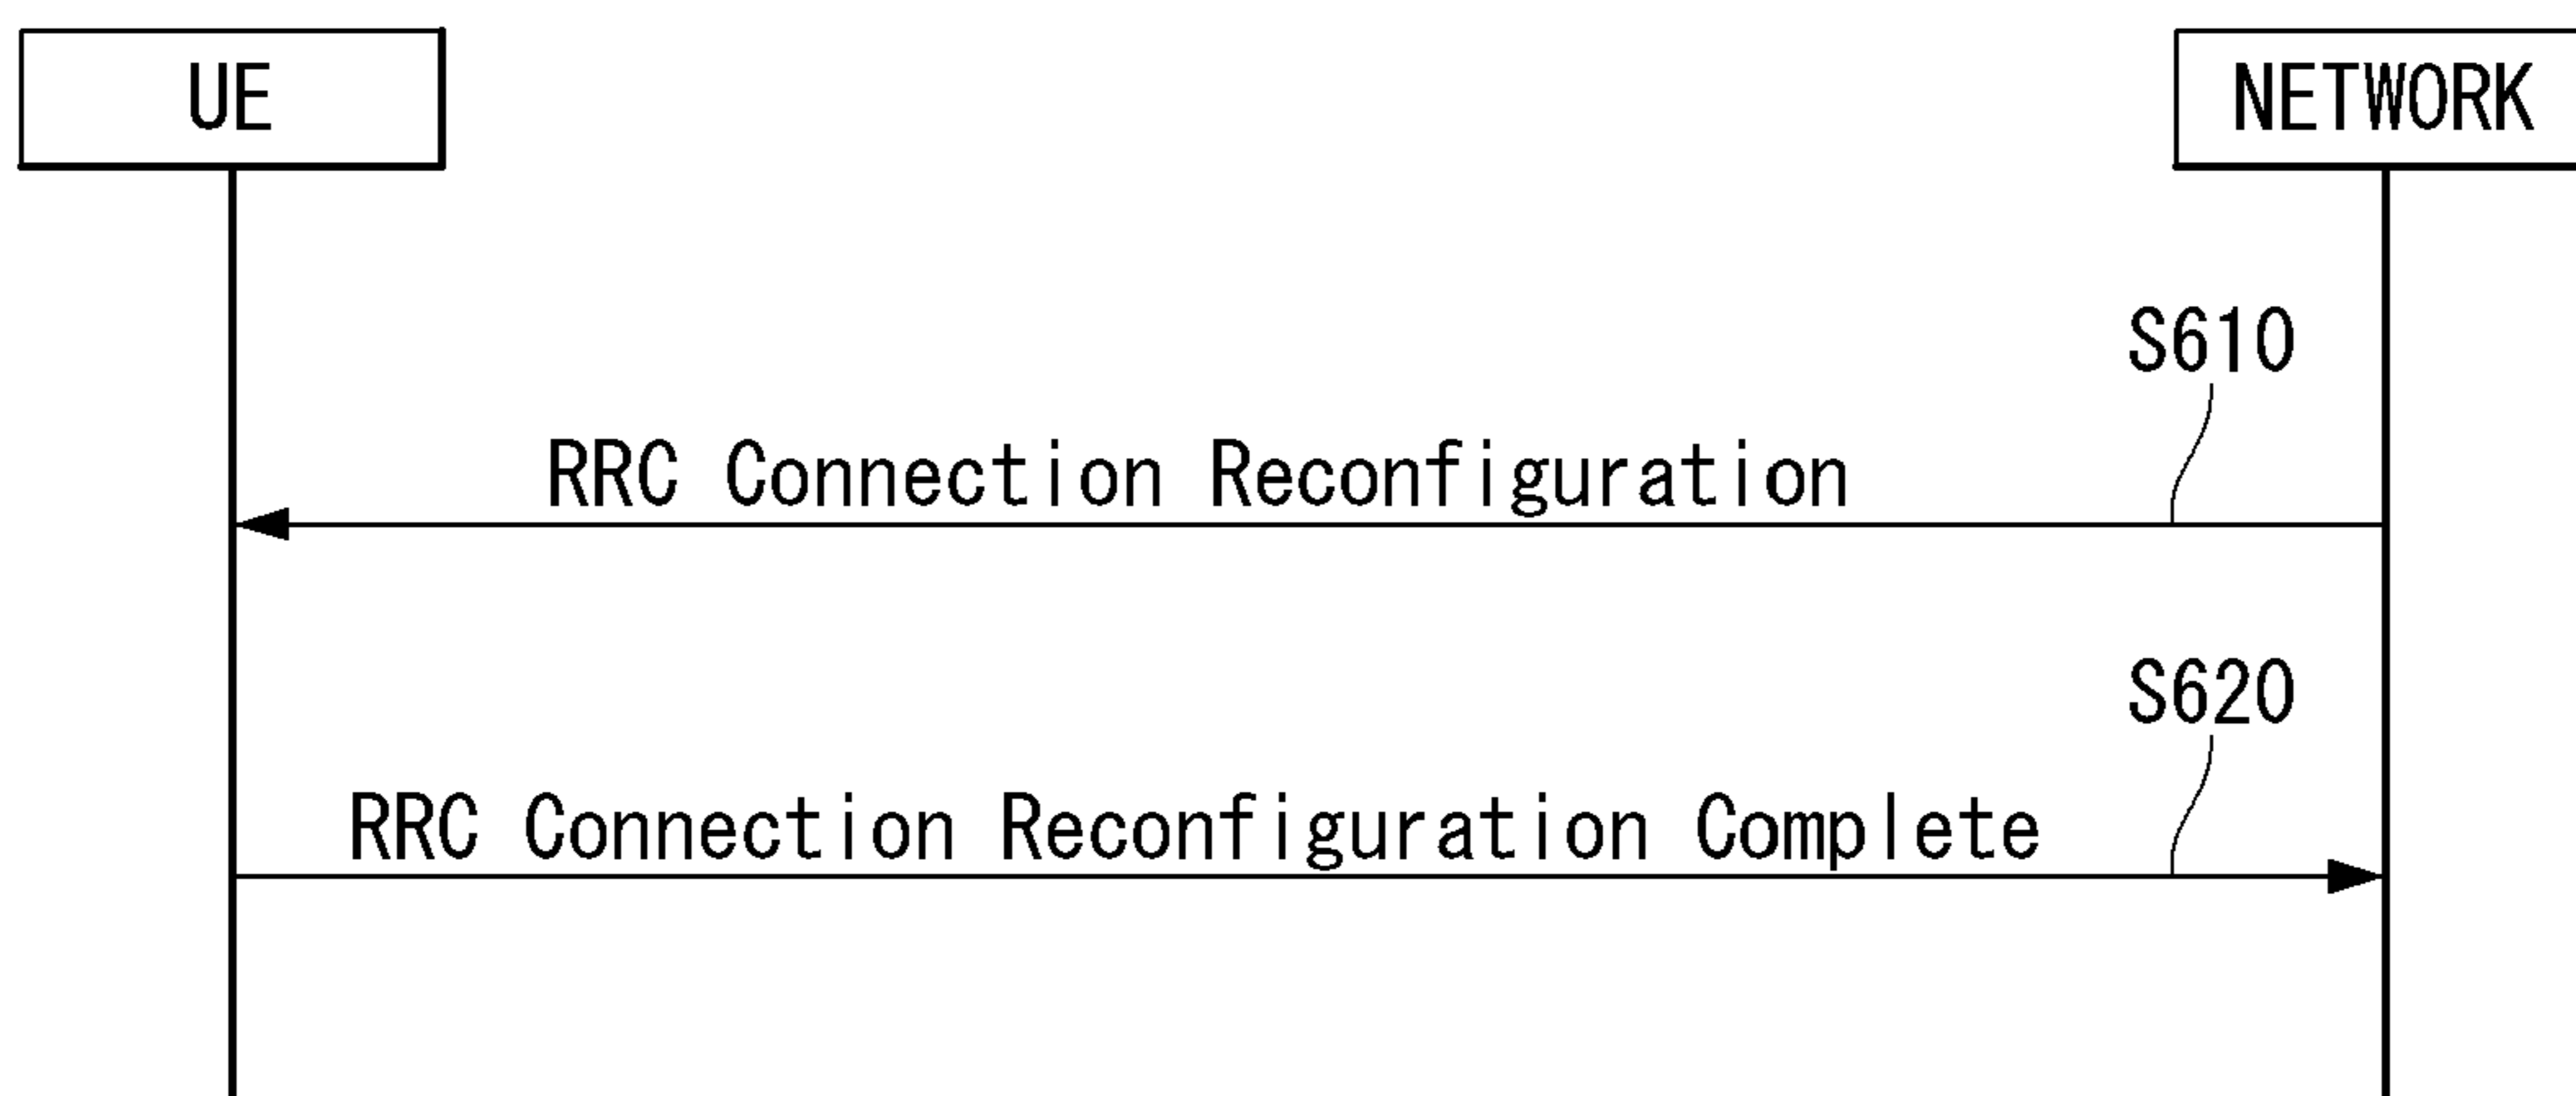 UE
NETWORK
S610
RRC Connection Reconfiguration
S620
RRC Connection Reconfiguration Complete